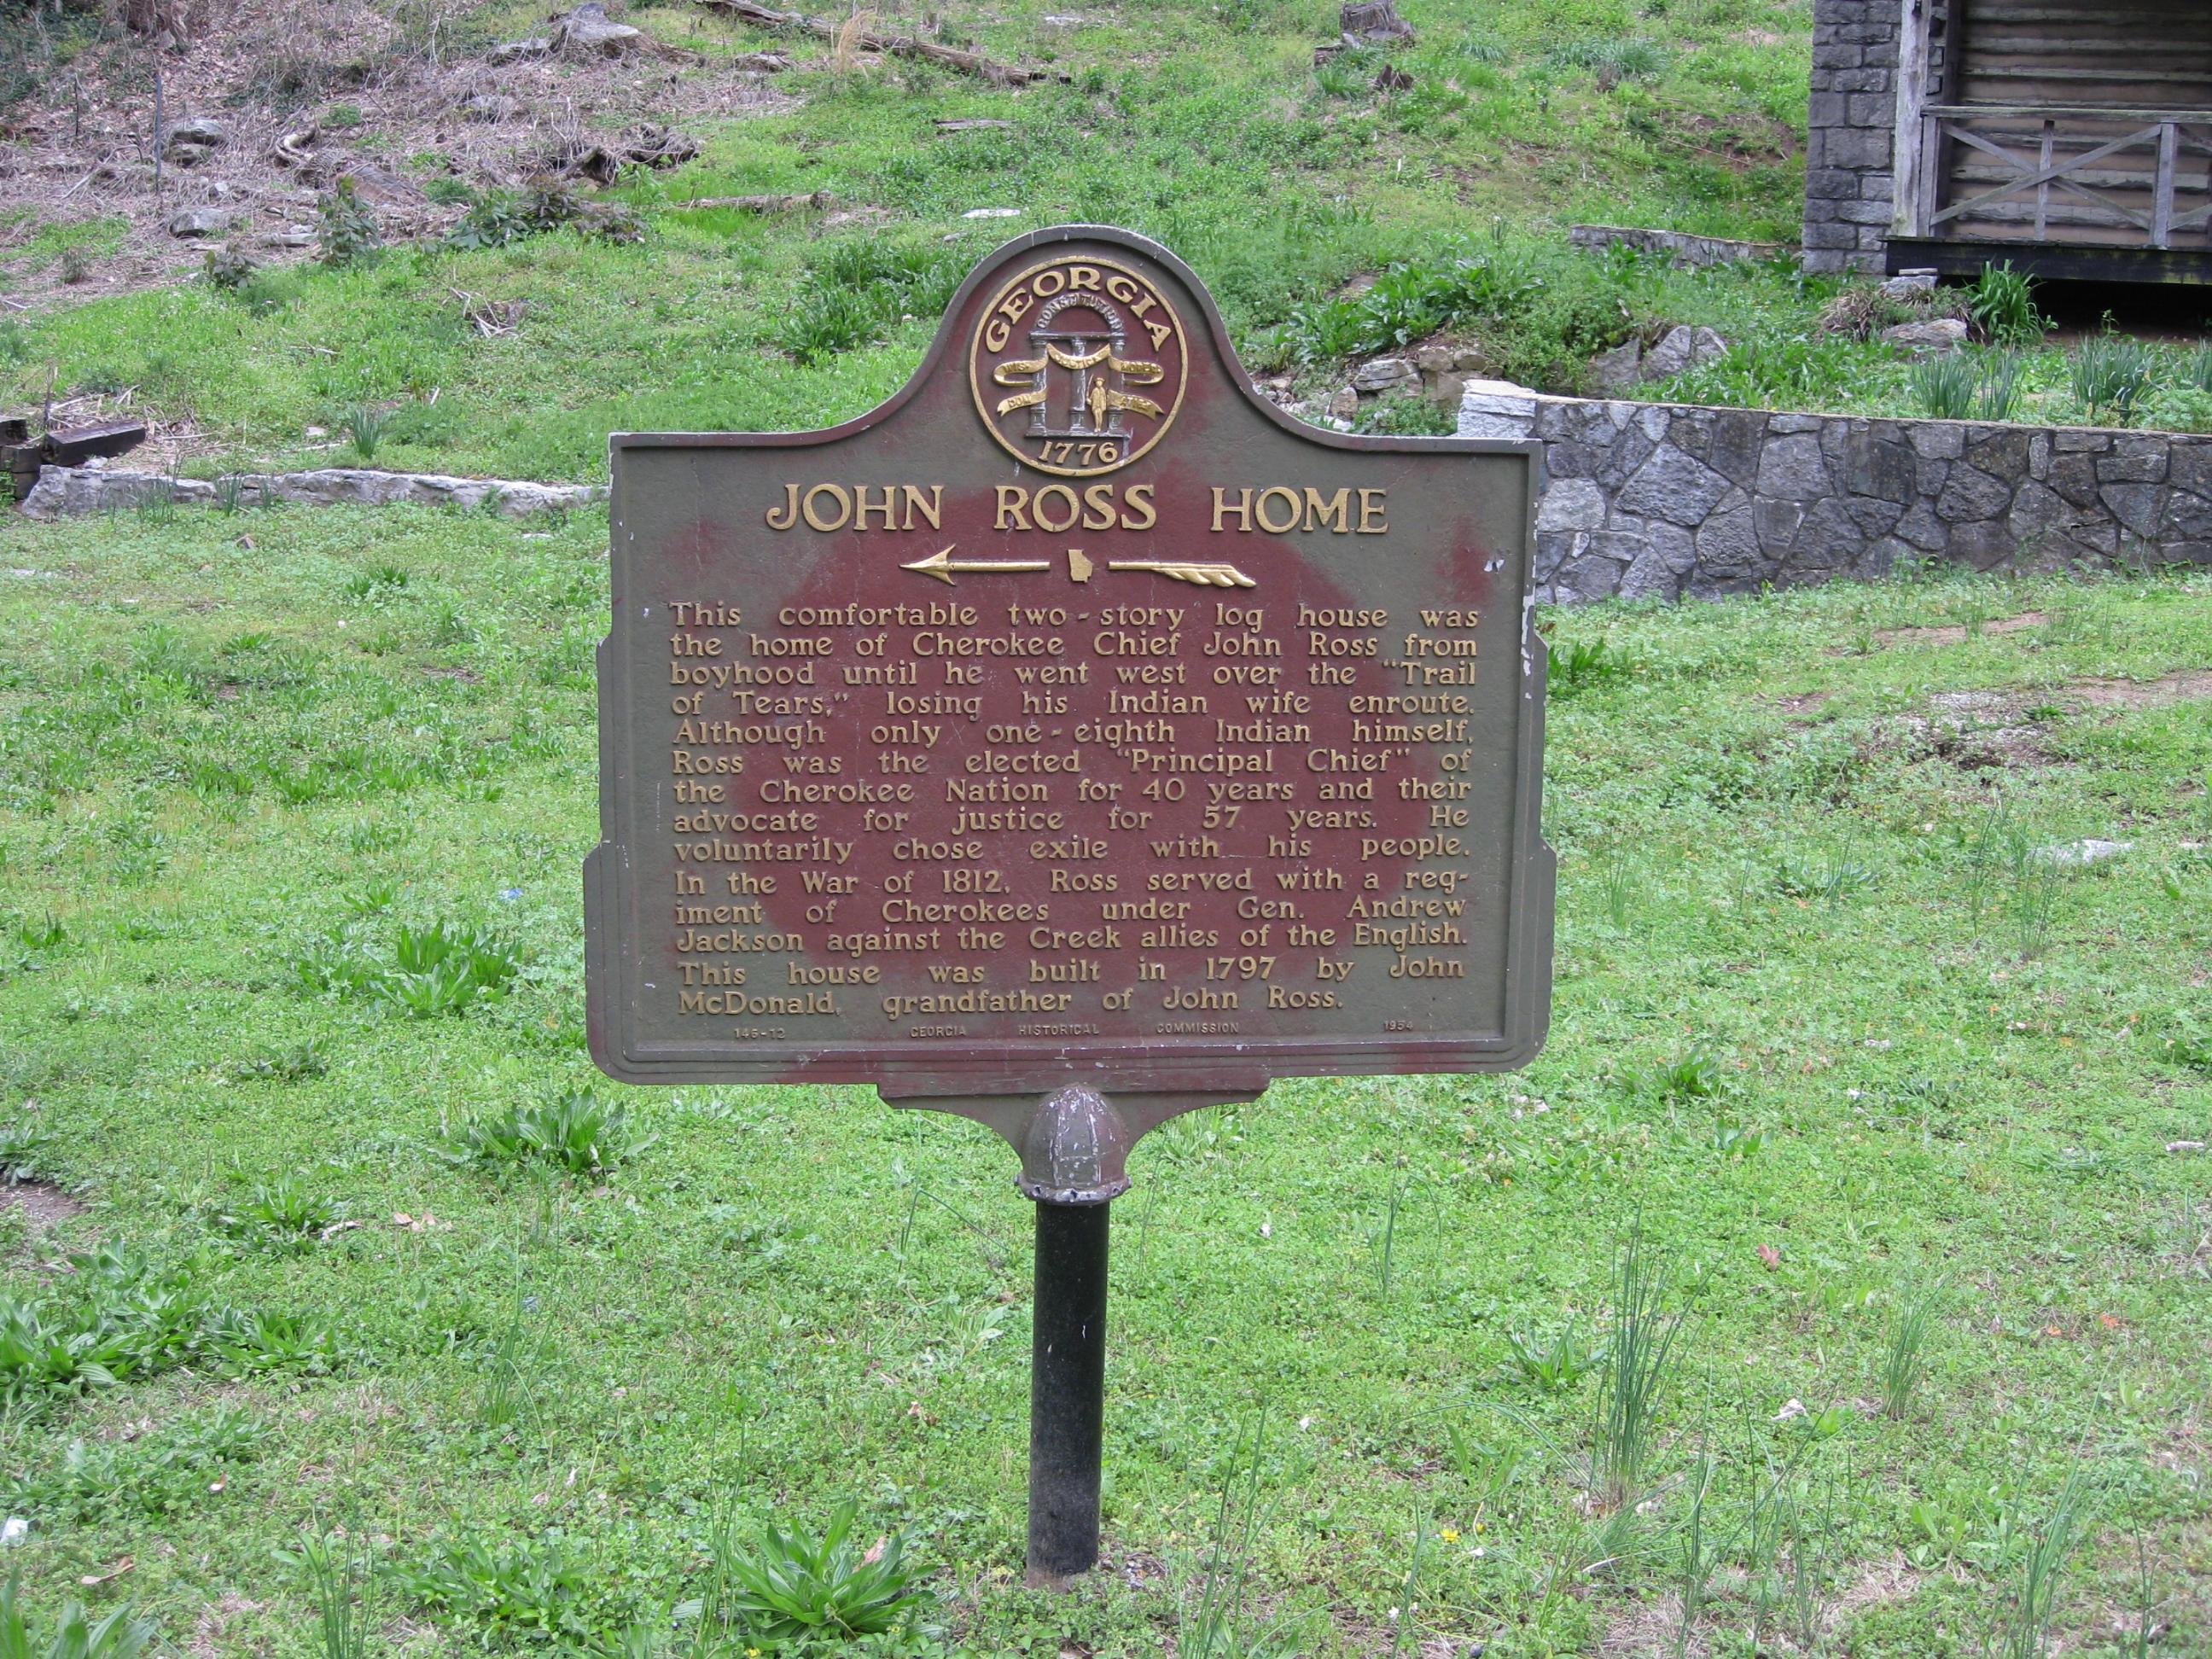 GEORGIA
CONSTITUTION
1776
JOHN ROSS HOME
This comfortable two-story log house was
the home of Cherokee Chief John Ross from
boyhood until he went west over the "Trail
of Tears," losing his Indian wife enroute.
Although only one-eighth Indian himself,
Ross was the elected "Principal Chief" of
the Cherokee Nation for 40 years and their
advocate for justice for 57 years. He
voluntarily chose exile with his people.
In the War of 1812, Ross served with a reg-
iment of Cherokees under Gen. Andrew
Jackson against the Creek allies of the English.
This house was built in 1797 by John
McDonald, grandfather of John Ross.
146-12 GEORGIA HISTORICAL COMMISSION 1954